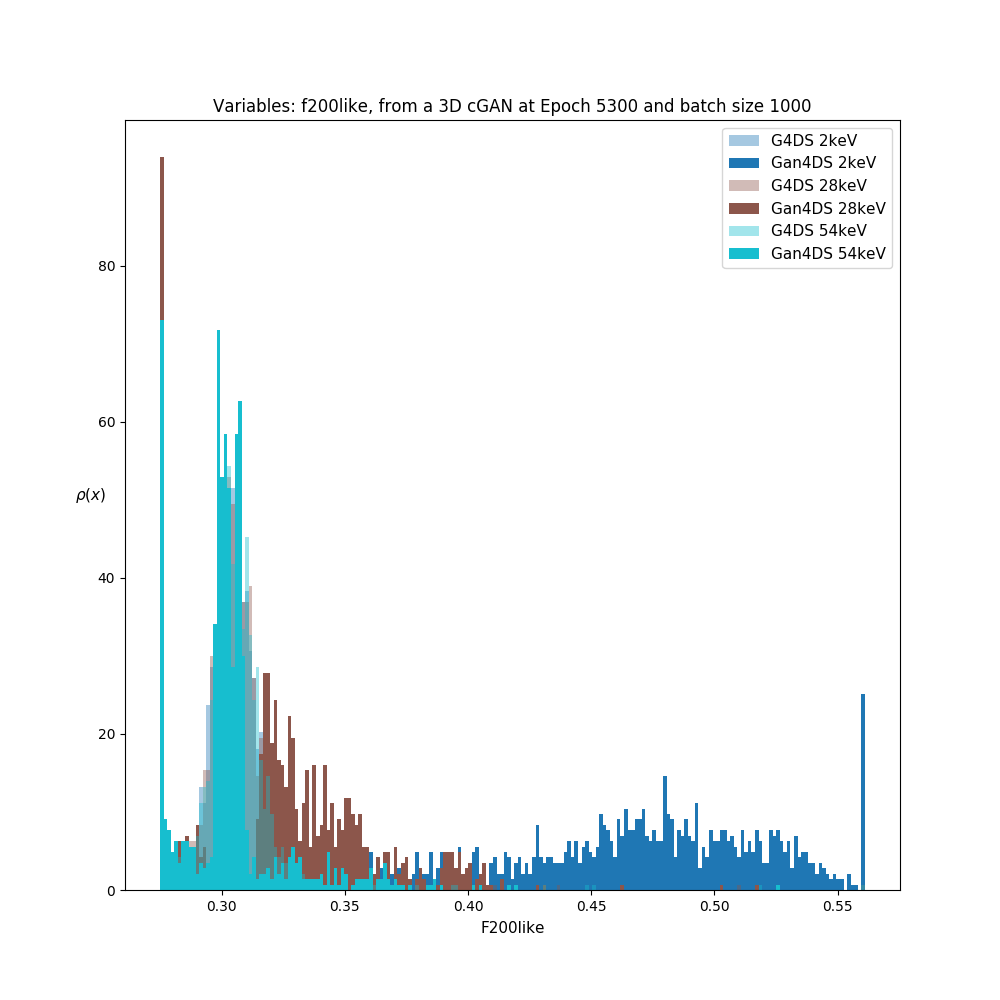 Variables: f200like, from a 3D cGAN at Epoch 5300 and batch size 1000
G4DS 2keV
Gan4DS 2keV
G4DS 28keV
Gan4DS 28keV
G4DS 54keV
Gan4DS 54keV
80
60
ρ(x)
40
20
0
0.30 0.35 0.40 0.45 0.50 0.55
F200like